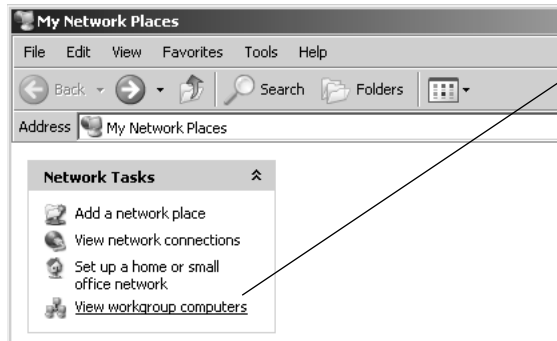 My Network Places
File Edit View Favorites Tools Help
Back Search Folders
Address My Network Places
Network Tasks
Add a network place
View network connections
Set up a home or small
office network
View workgroup computers